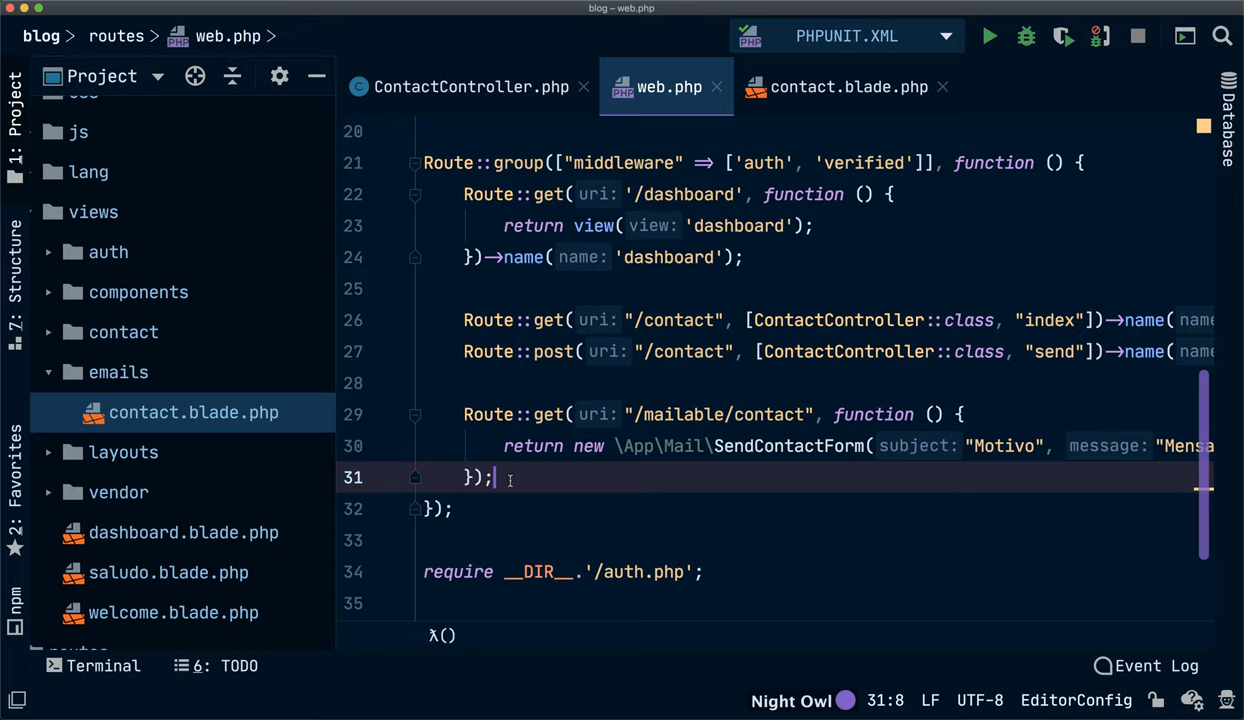 blog – web.php
blog > routes > web.php >
PHPUNIT.XML
1: Project
7: Structure
2: Favorites
npm
Project
js
lang
views
auth
components
contact
emails
contact.blade.php
layouts
vendor
dashboard.blade.php
saludo.blade.php
welcome.blade.php
ContactController.php
web.php
contact.blade.php
Database
20
21 Route::group(["middleware" => ['auth', 'verified']], function () {
22 Route::get( uri: '/dashboard', function () {
23 return view( view: 'dashboard');
24 })->name( name: 'dashboard');
25
26 Route::get( uri: "/contact", [ContactController::class, "index"])->name( name
27 Route::post( uri: "/contact", [ContactController::class, "send"])->name( name
28
29 Route::get( uri: "/mailable/contact", function () {
30 return new \App\Mail\SendContactForm( subject: "Motivo", message: "Mensa
31 });
32 });
33
34 require __DIR__.'/auth.php';
35
λ()
Terminal
6: TODO
Event Log
Night Owl 31:8 LF UTF-8 EditorConfig